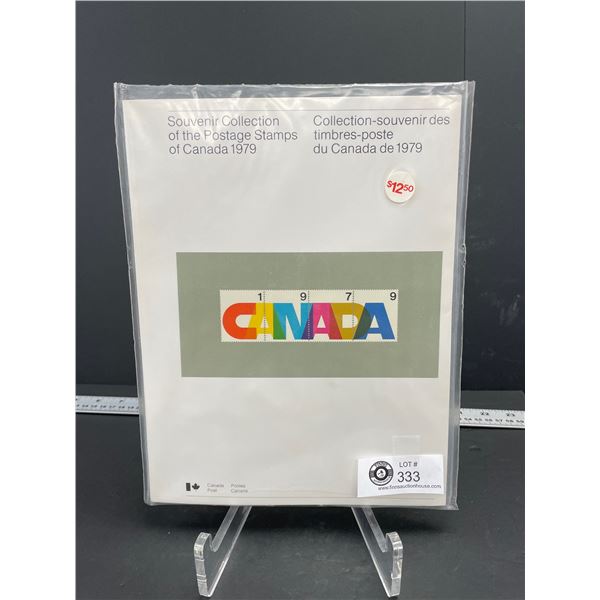 Souvenir Collection
of the Postage Stamps
of Canada 1979
Collection-souvenir des
timbres-poste
du Canada de 1979
$12.50
1 9 7 9
CANADA
Canada
Post
Postes
Canada
LOT #
333